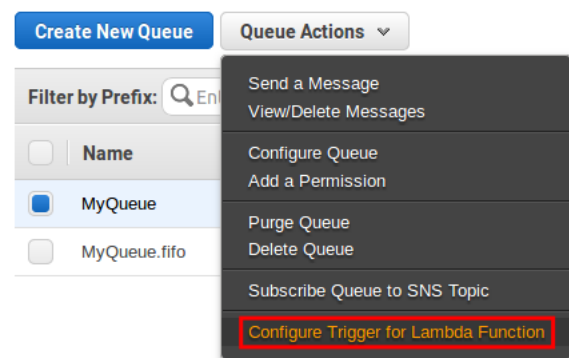 Create New Queue
Queue Actions
Filter by Prefix:
Send a Message
View/Delete Messages
Name
Configure Queue
Add a Permission
MyQueue
Purge Queue
MyQueue.fifo
Delete Queue
Subscribe Queue to SNS Topic
Configure Trigger for Lambda Function